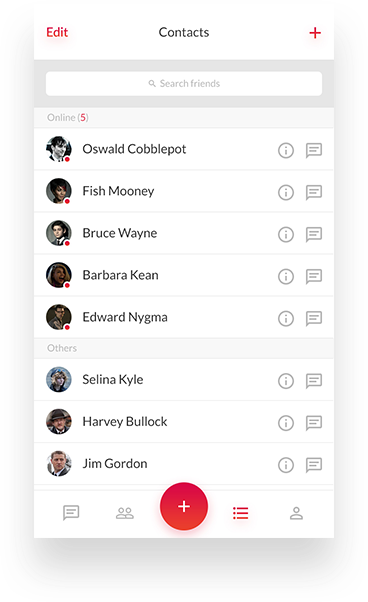 Edit Contacts +
Search friends
Online (5)
Oswald Cobblepot
Fish Mooney
Bruce Wayne
Barbara Kean
Edward Nygma
Others
Selina Kyle
Harvey Bullock
Jim Gordon
+